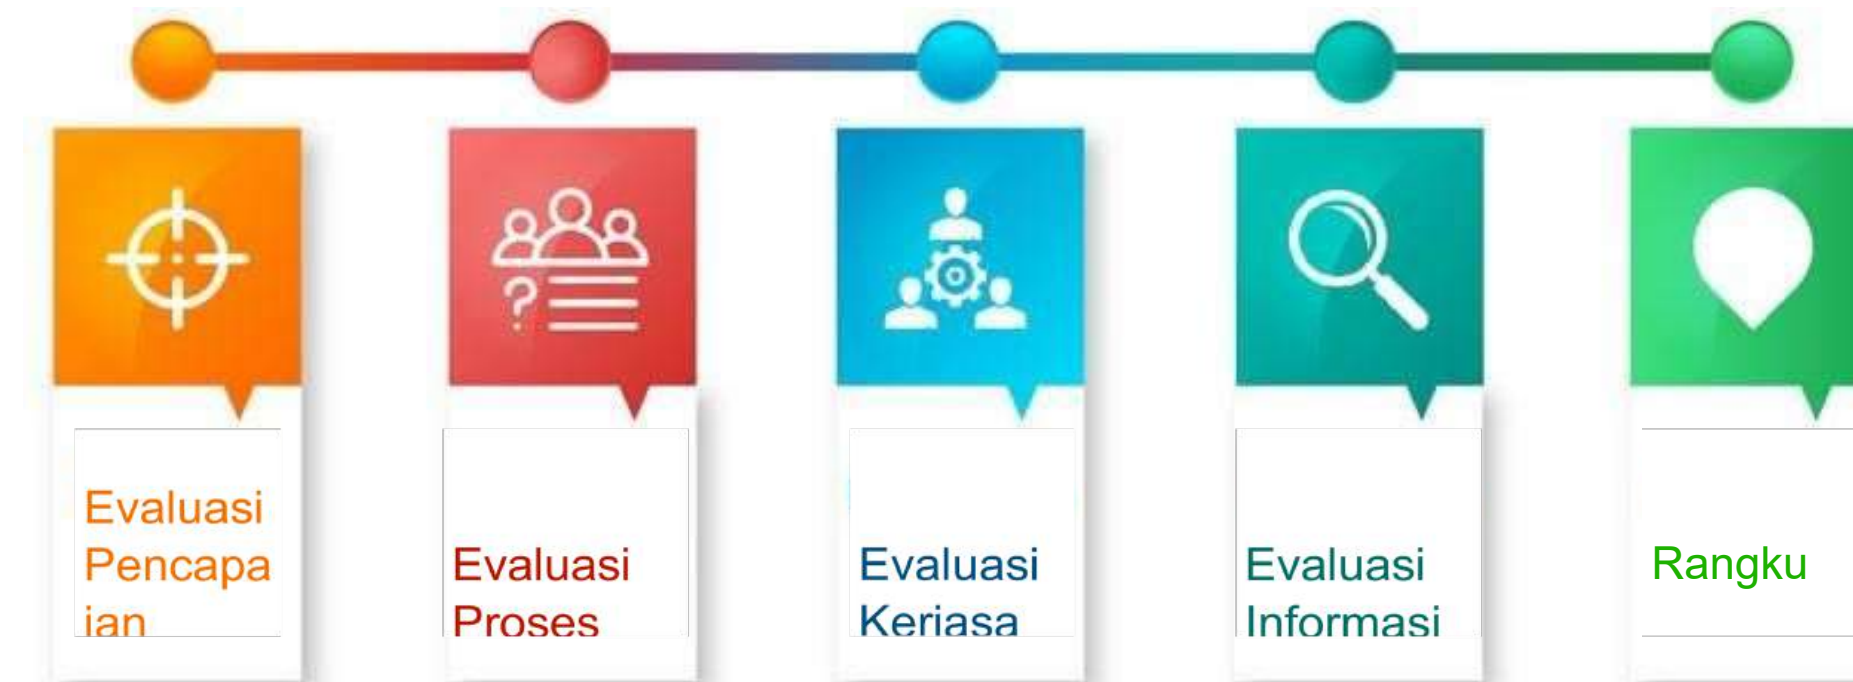 Evaluasi
Pencapa
ian
Evaluasi
Proses
Evaluasi
Kerjasa
Evaluasi
Informasi
Rangku